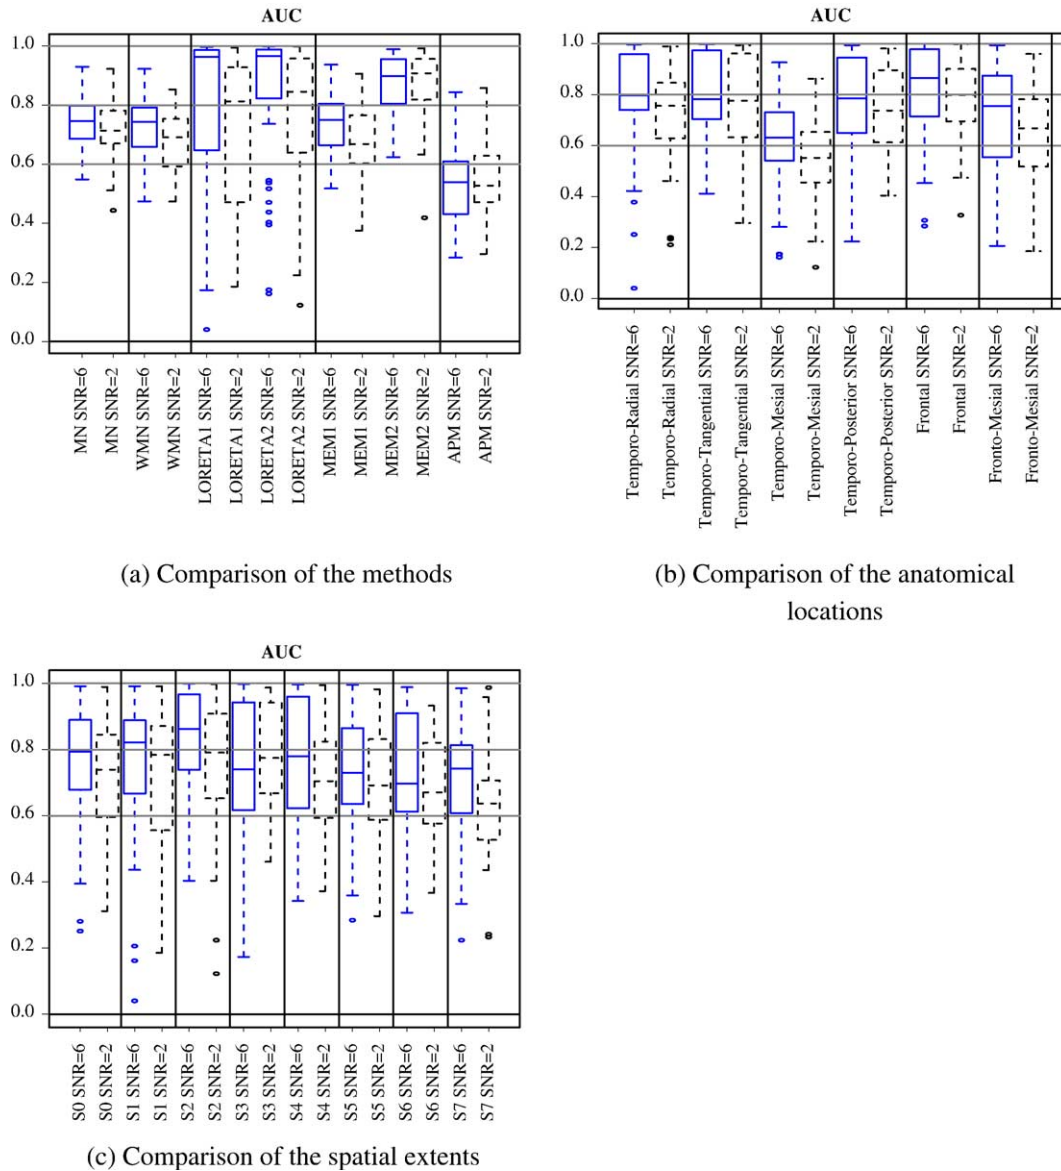 AUC
1.0
0.8
0.6
0.4
0.2
0.0
MN SNR=6
MN SNR=2
WMN SNR=6
WMN SNR=2
LORETA1 SNR=6
LORETA1 SNR=2
LORETA2 SNR=6
LORETA2 SNR=2
MEM1 SNR=6
MEM1 SNR=2
MEM2 SNR=6
MEM2 SNR=2
APM SNR=6
APM SNR=2
(a) Comparison of the methods
AUC
1.0
0.8
0.6
0.4
0.2
0.0
Temporo-Radial SNR=6
Temporo-Radial SNR=2
Temporo-Tangential SNR=6
Temporo-Tangential SNR=2
Temporo-Mesial SNR=6
Temporo-Mesial SNR=2
Temporo-Posterior SNR=6
Temporo-Posterior SNR=2
Frontal SNR=6
Frontal SNR=2
Fronto-Mesial SNR=6
Fronto-Mesial SNR=2
(b) Comparison of the anatomical
locations
AUC
1.0
0.8
0.6
0.4
0.2
0.0
S0 SNR=6
S0 SNR=2
S1 SNR=6
S1 SNR=2
S2 SNR=6
S2 SNR=2
S3 SNR=6
S3 SNR=2
S4 SNR=6
S4 SNR=2
S5 SNR=6
S5 SNR=2
S6 SNR=6
S6 SNR=2
S7 SNR=6
S7 SNR=2
(c) Comparison of the spatial extents